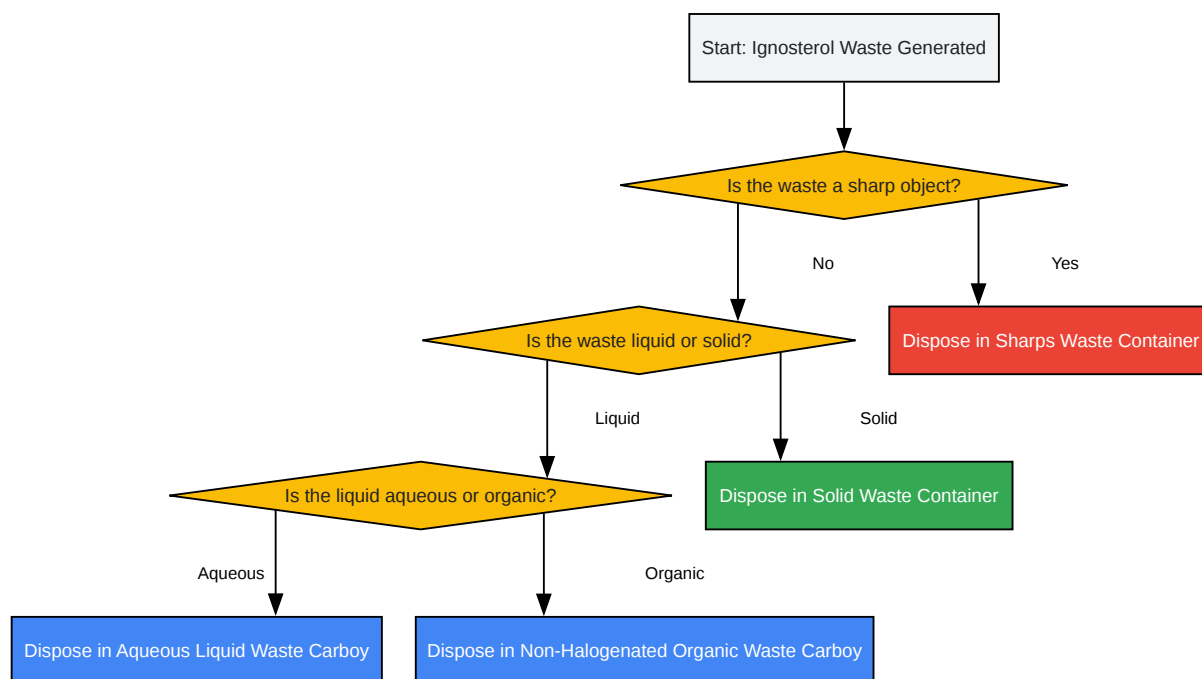 Start: Ignosterol Waste Generated
Is the waste a sharp object?
No
Yes
Is the waste liquid or solid?
Dispose in Sharps Waste Container
Liquid
Solid
Is the liquid aqueous or organic?
Dispose in Solid Waste Container
Aqueous
Organic
Dispose in Aqueous Liquid Waste Carboy
Dispose in Non-Halogenated Organic Waste Carboy